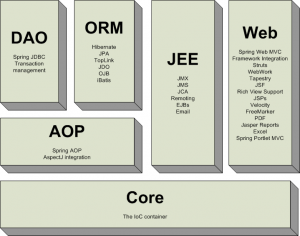 DAO
Spring JDBC
Transaction
management
ORM
Hibernate
JPA
TopLink
JDO
OJB
iBatis
JEE
JMX
JMS
JCA
Remoting
EJBs
Email
Web
Spring Web MVC
Framework Integration
Struts
WebWork
Tapestry
JSF
Rich View Support
JSPs
Velocity
FreeMarker
PDF
Jasper Reports
Excel
Spring Portlet MVC
AOP
Spring AOP
AspectJ integration
Core
The IoC container